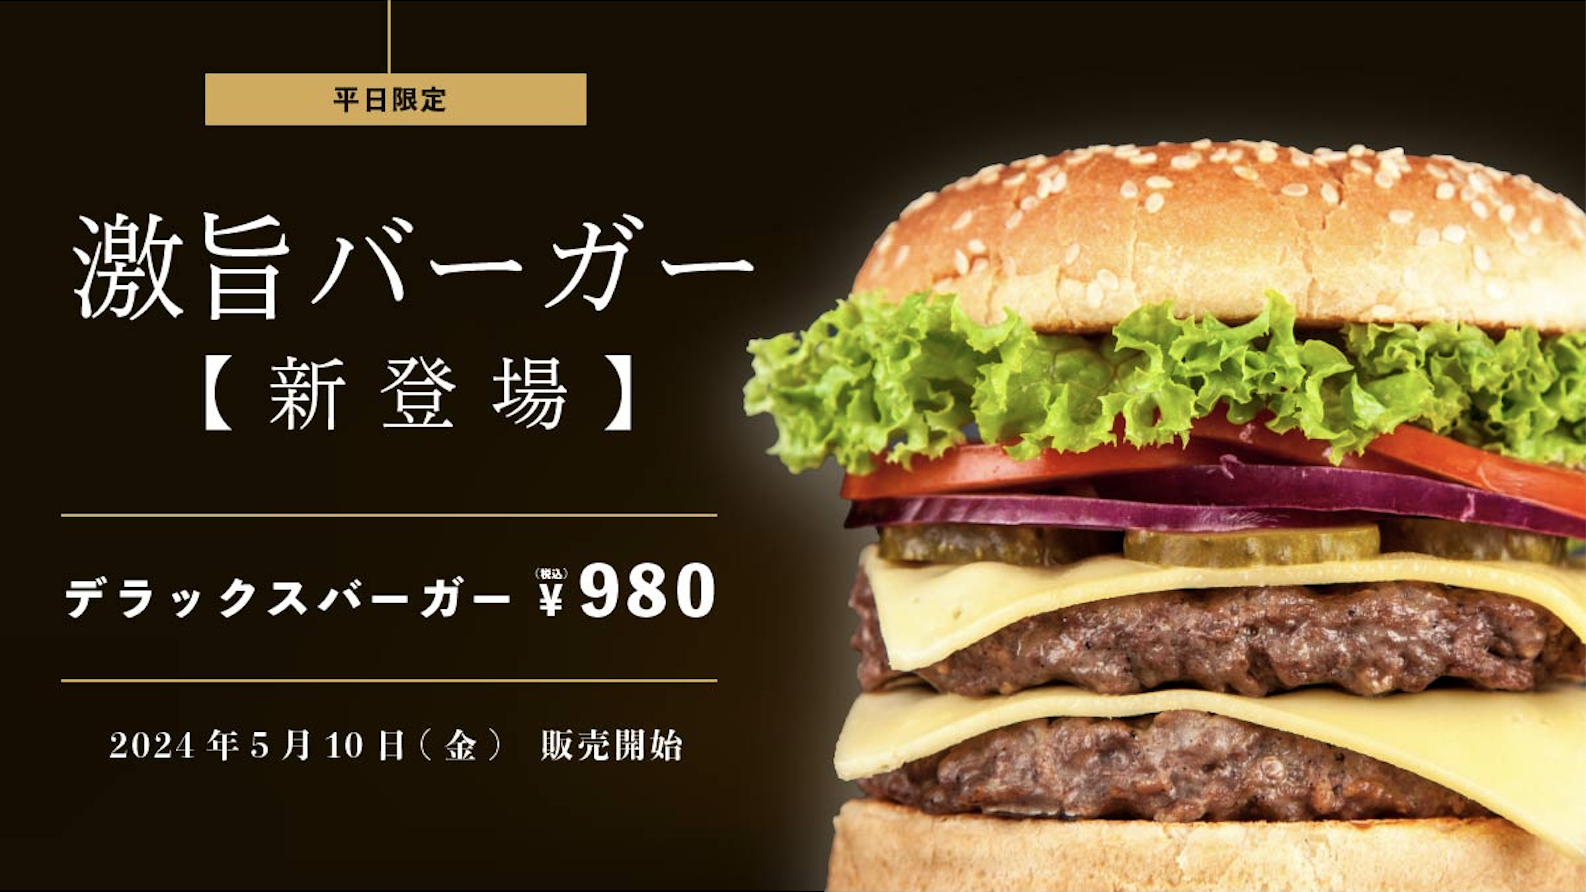 平日限定
激旨バーガー
【新登場】
デラックスバーガー (税込) ¥980
2024年5月10日(金) 販売開始